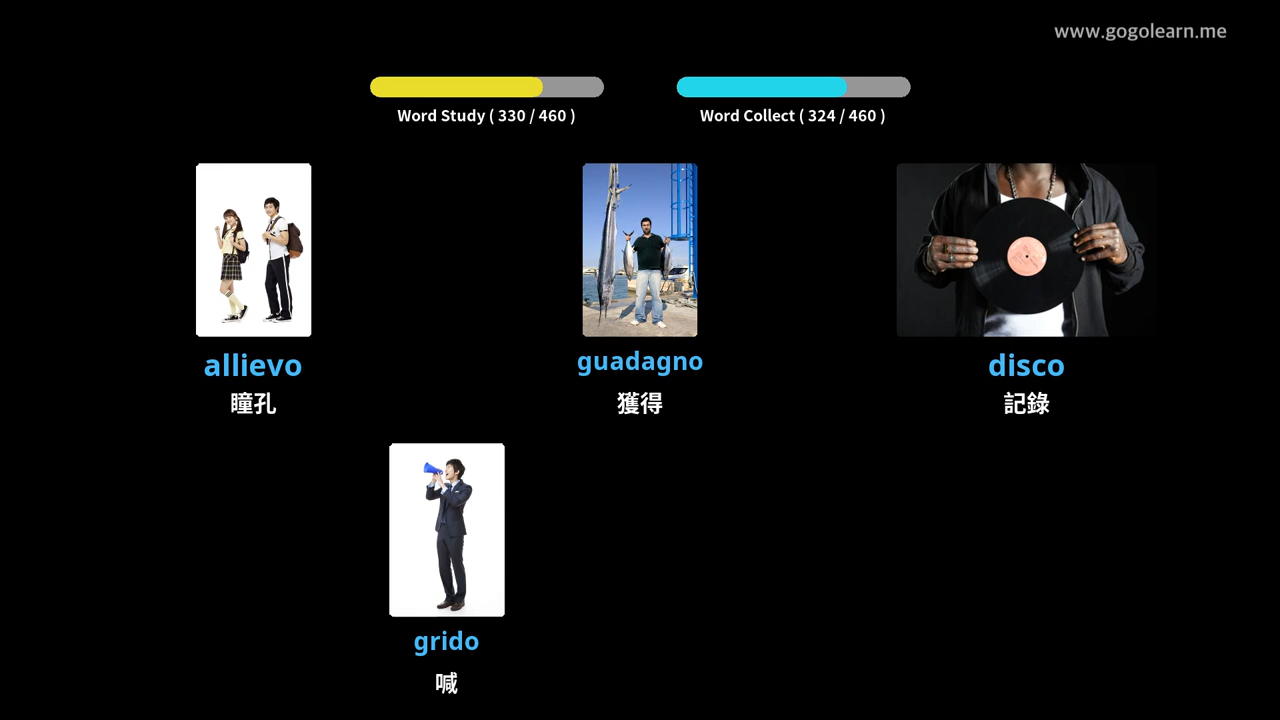 www.gogolearn.me
Word Study ( 330 / 460 )
Word Collect ( 324 / 460 )
allievo
瞳孔
guadagno
獲得
disco
記錄
grido
喊